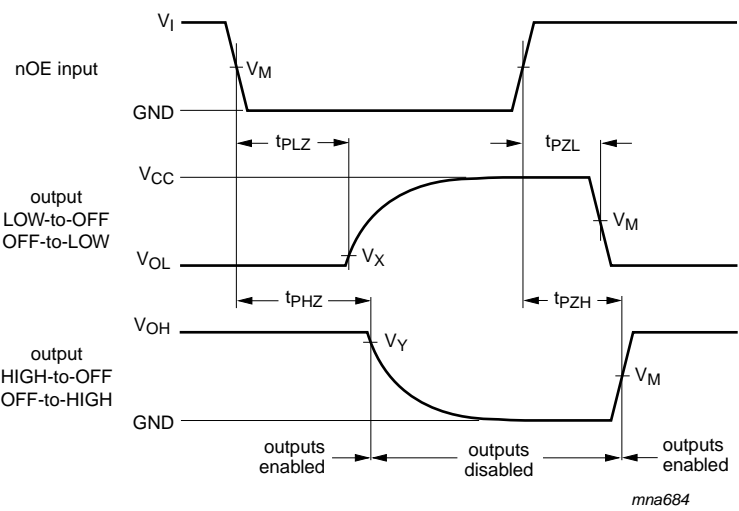 V_I
nOE input
V_M
GND
t_PLZ
t_PZL
V_CC
output
LOW-to-OFF
OFF-to-LOW
V_M
V_OL
V_X
t_PHZ
t_PZH
V_OH
output
HIGH-to-OFF
OFF-to-HIGH
V_Y
V_M
GND
outputs
enabled
outputs
disabled
outputs
enabled
mna684